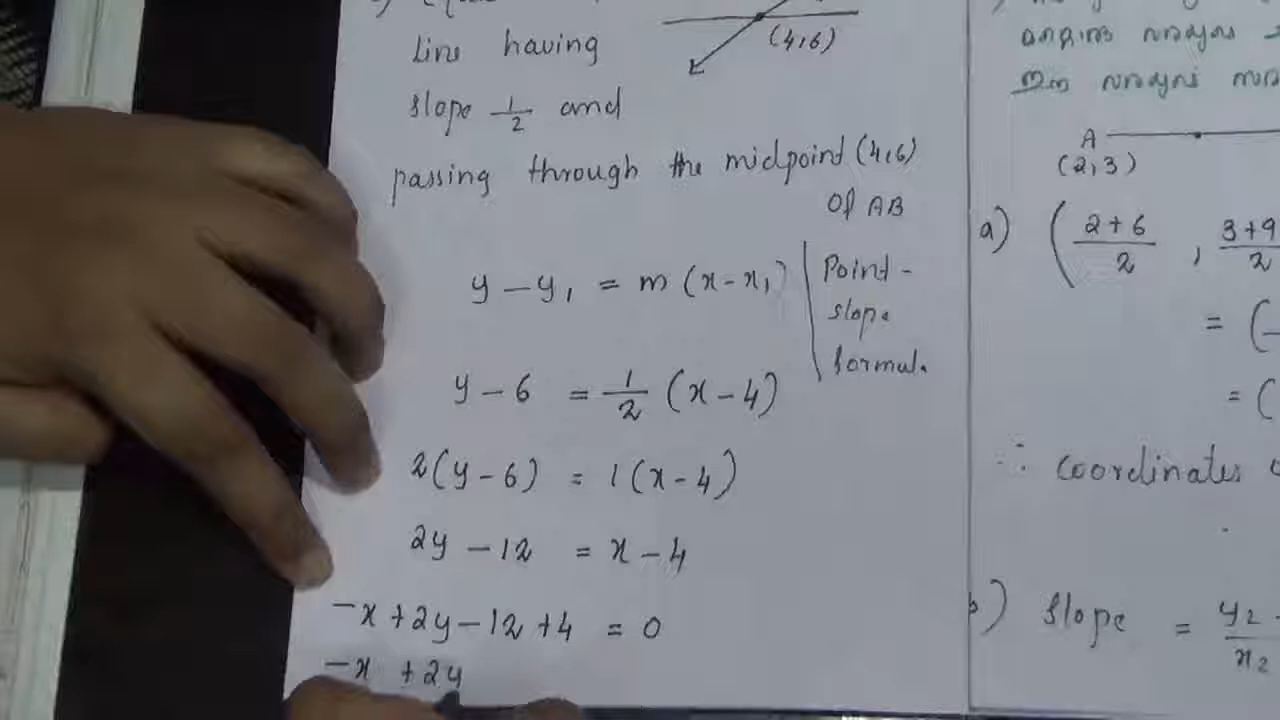 line having
(4,6)
slope 1/2 and
passing through the midpoint (4,6)
of AB
y - y₁ = m (x - x₁) | Point -
slope
formul.
y - 6 = 1/2 (x - 4)
2(y - 6) = 1(x - 4)
2y - 12 = x - 4
-x + 2y - 12 + 4 = 0
-x + 2y
A
(2,3)
a) (2+6/2 , 3+9/2
= (
= (
∴ coordinates
b) slope = y₂ -/x₂